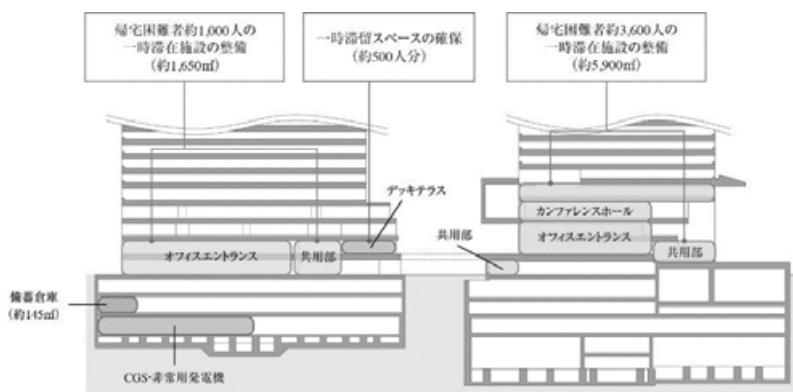 帰宅困難者約1,000人の
一時滞在施設の整備
(約1,650㎡)
一時滞留スペースの確保
(約500人分)
帰宅困難者約3,600人の
一時滞在施設の整備
(約5,900㎡)
デッキテラス
カンファレンスホール
オフィスエントランス
共用部
共用部
オフィスエントランス
共用部
備蓄倉庫
(約145㎡)
CGS・非常用発電機